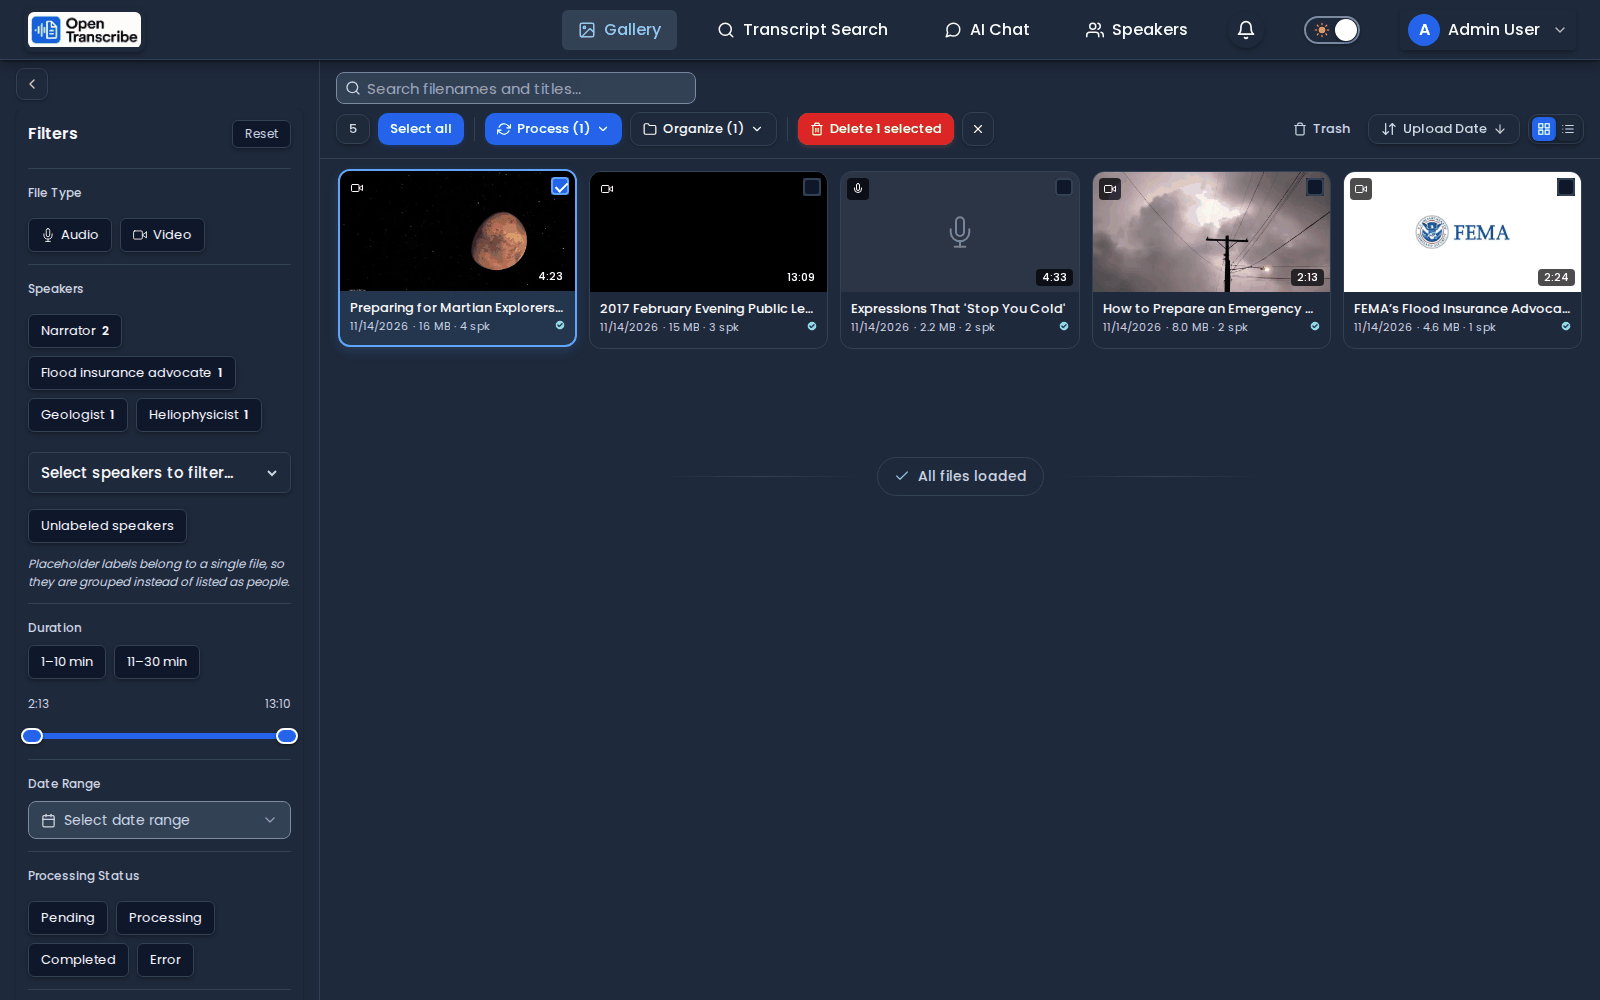 Open
Transcribe
Gallery
Transcript Search
AI Chat
Speakers
A
Admin User
Filters
Reset
File Type
Audio
Video
Speakers
Narrator 2
Flood insurance advocate 1
Geologist 1
Heliophysicist 1
Select speakers to filter...
Unlabeled speakers
Placeholder labels belong to a single file, so
they are grouped instead of listed as people.
Duration
1–10 min
11–30 min
2:13
13:10
Date Range
Select date range
Processing Status
Pending
Processing
Completed
Error
Search filenames and titles...
5
Select all
Process (1)
Organize (1)
Delete 1 selected
Trash
Upload Date
4:23
Preparing for Martian Explorers...
11/14/2026 · 16 MB · 4 spk
13:09
2017 February Evening Public Le...
11/14/2026 · 15 MB · 3 spk
4:33
Expressions That 'Stop You Cold'
11/14/2026 · 2.2 MB · 2 spk
2:13
How to Prepare an Emergency ...
11/14/2026 · 8.0 MB · 2 spk
FEMA
2:24
FEMA's Flood Insurance Advoca...
11/14/2026 · 4.6 MB · 1 spk
All files loaded